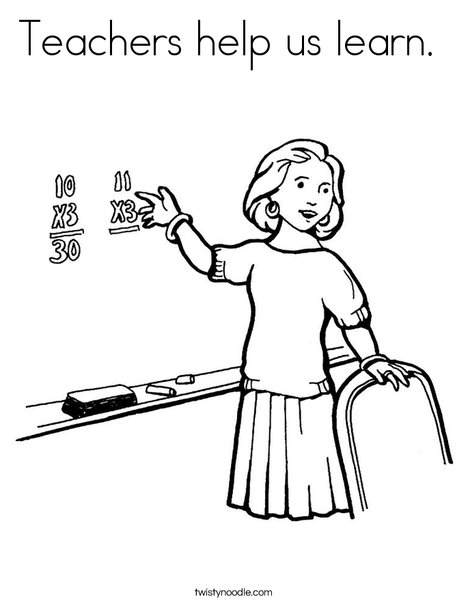 Teachers help us learn.
10 11
X3 X3
30
twistynoodle.com